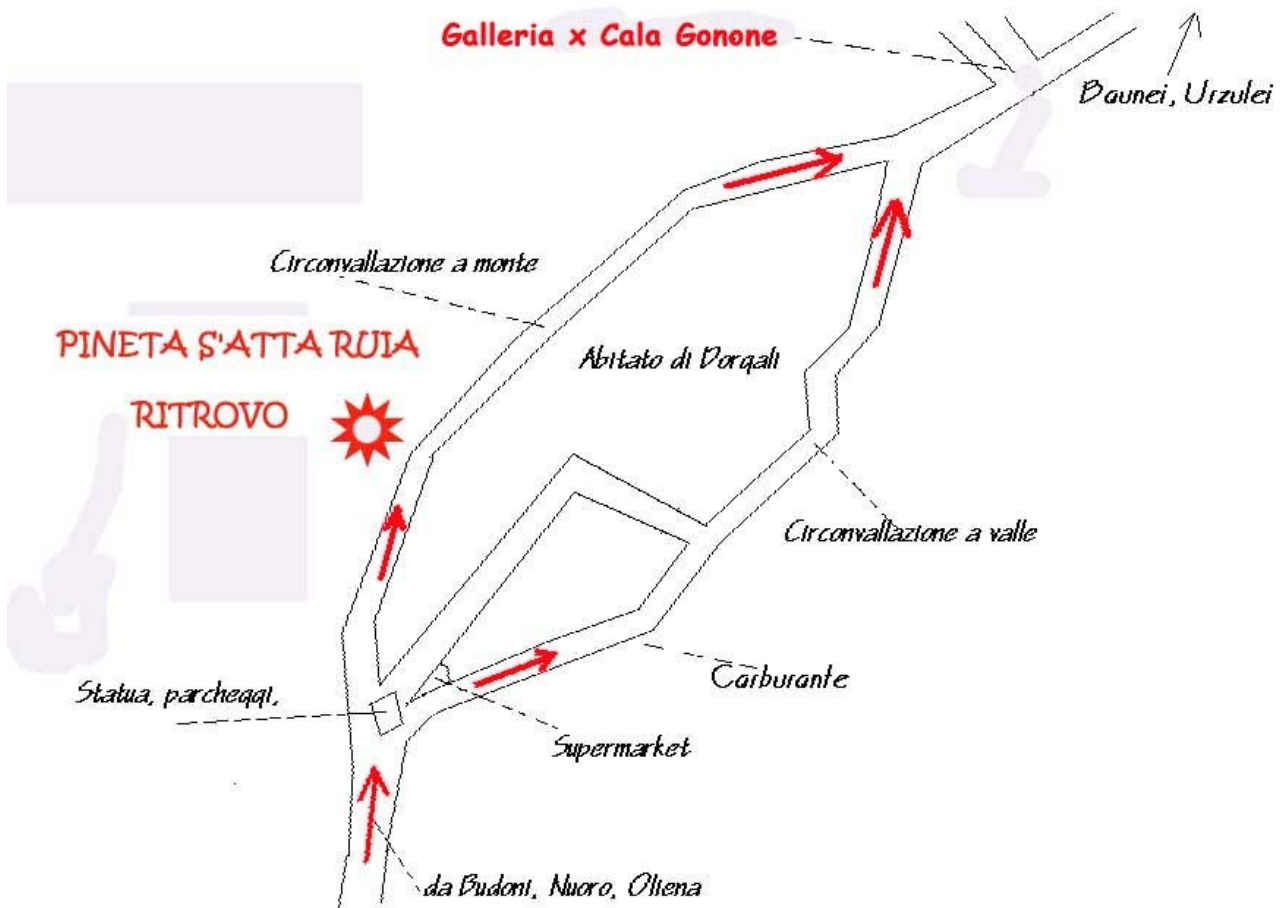 Galleria x Cala Gonone
Baunei, Urzulei
Circonvallazione a monte
PINETA S'ATTA RUIA
Abitato di Dorgali
RITROVO
Circonvallazione a valle
Carburante
Statua, parcheggi,
Supermarket
da Budoni, Nuoro, Oliena